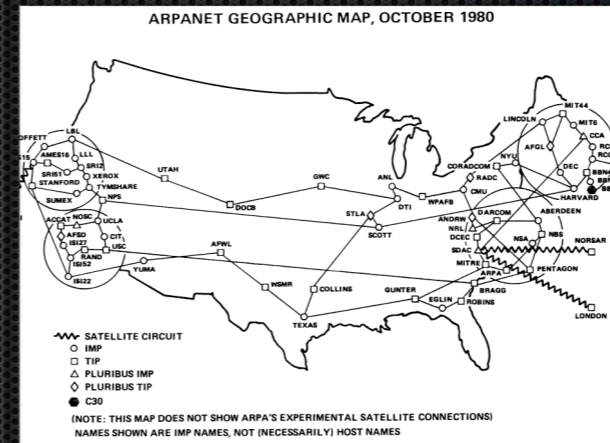 ARPANET GEOGRAPHIC MAP, OCTOBER 1980
MIT44
LINCOLN
MIT6
CCA
AFGL
DEC
HARVARD
LBL
AMES16
LLL
SRI2
SRI51
XEROX
STANFORD
TYMSHARE
SUMEX
NPS
UTAH
DOCB
GWC
ANL
DTI
WPAFB
STLA
SCOTT
CORADCOM
NYU
RADC
CMU
ANDRW
DARCOM
ABERDEEN
NRL
DCEC
NSA
NBS
SDAC
NORSAR
MITRE
ARPA
PENTAGON
LONDON
ACCAT
NOSC
UCLA
AFSD
CIT
ISI27
RAND
USC
ISI52
ISI22
YUMA
AFWL
WSMR
COLLINS
TEXAS
GUNTER
EGLIN
ROBINS
BRAGG
SATELLITE CIRCUIT
IMP
TIP
PLURIBUS IMP
PLURIBUS TIP
C30
(NOTE: THIS MAP DOES NOT SHOW ARPA'S EXPERIMENTAL SATELLITE CONNECTIONS)
NAMES SHOWN ARE IMP NAMES, NOT (NECESSARILY) HOST NAMES